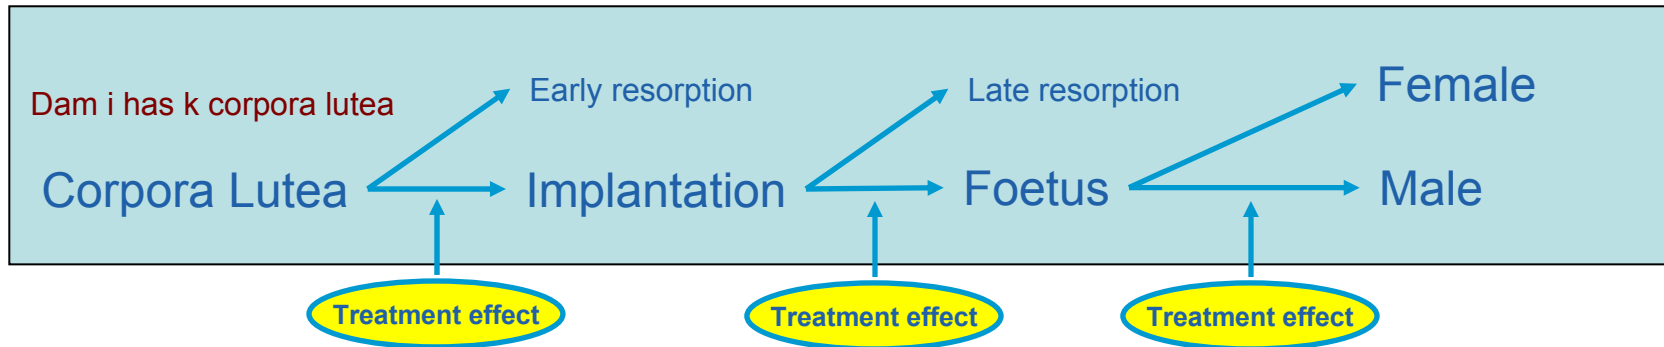 Dam i has k corpora lutea
Early resorption
Late resorption
Female
Corpora Lutea
Implantation
Foetus
Male
Treatment effect
Treatment effect
Treatment effect